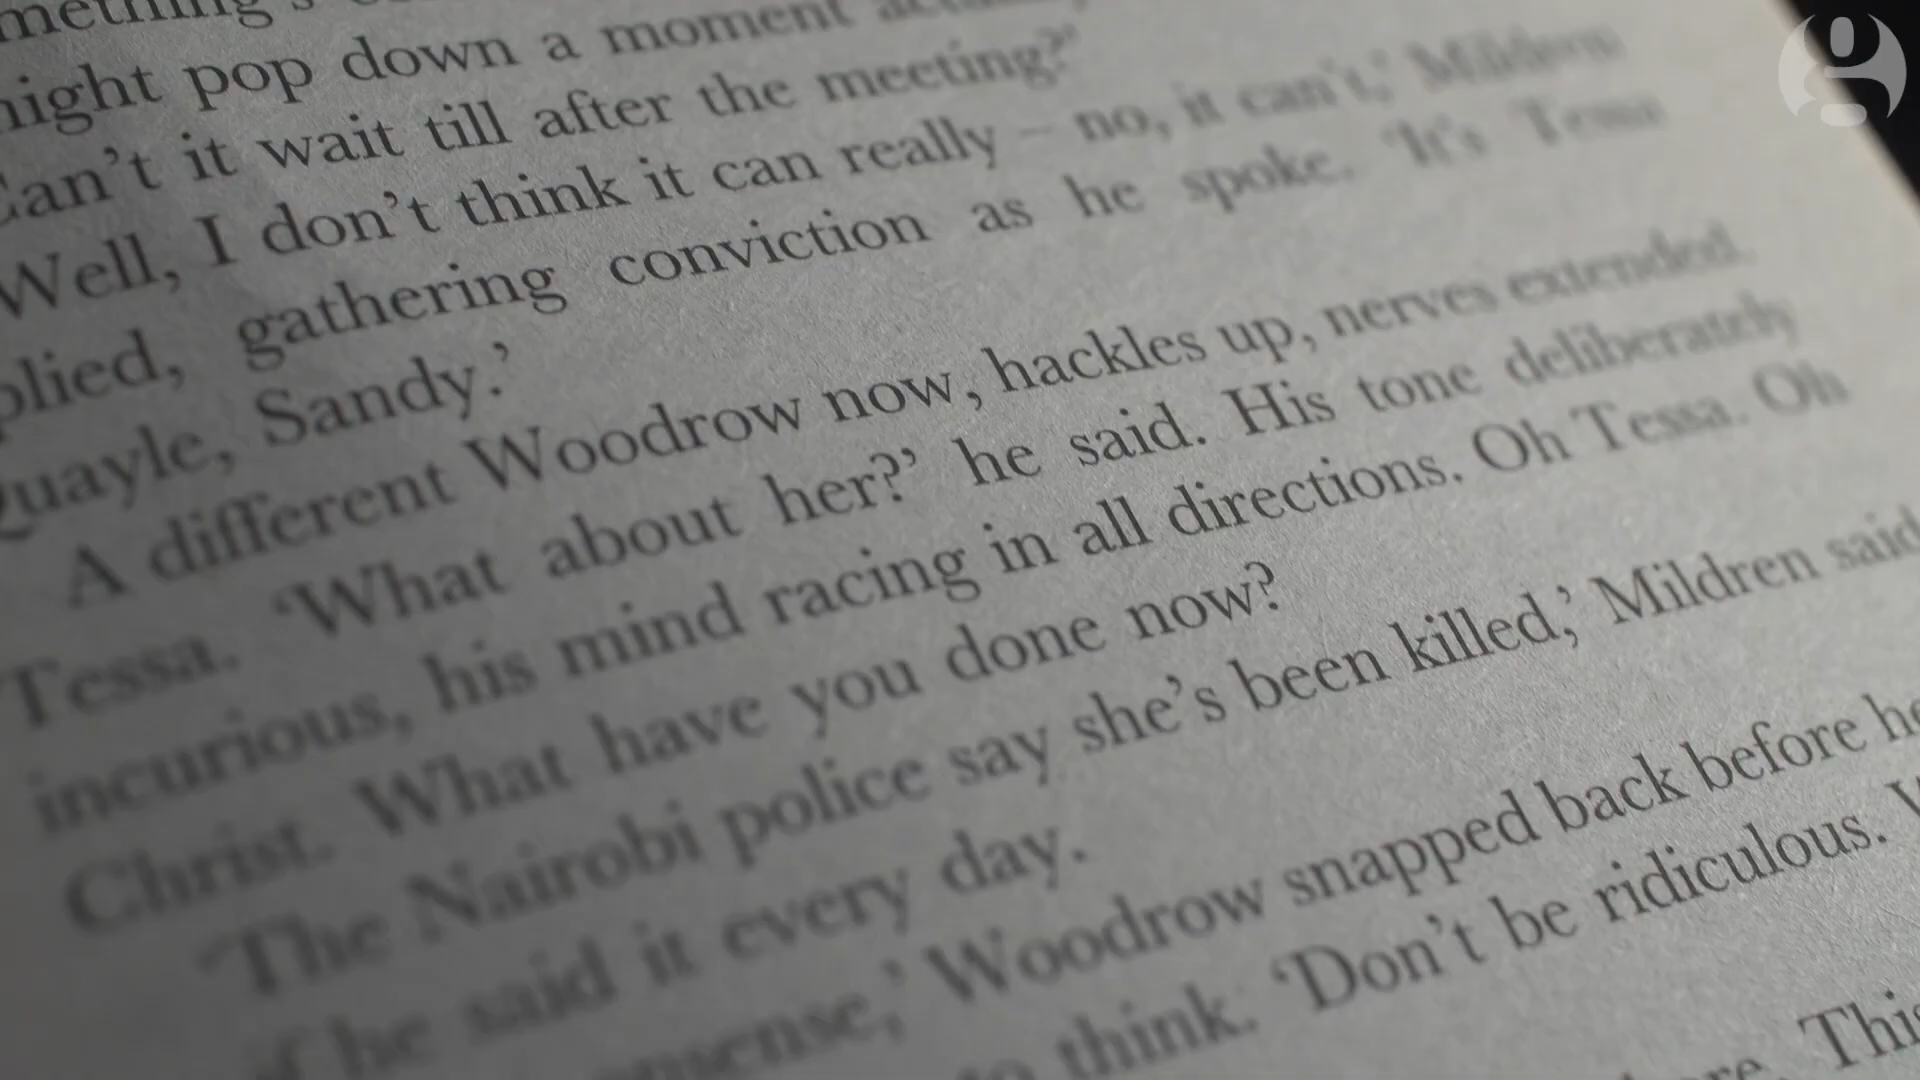 might pop down a moment
Can't it wait till after the meeting?'
Well, I don't think it can really – no, it can't,' Mildren
plied, gathering conviction as he spoke. 'It's Tessa
Quayle, Sandy.'
A different Woodrow now, hackles up, nerves extended.
Tessa. 'What about her?' he said. His tone deliberately
incurious, his mind racing in all directions. Oh Tessa. Oh
Christ. What have you done now?
'The Nairobi police say she's been killed,' Mildren said
he said it every day.
nsense,' Woodrow snapped back before he
to think. 'Don't be ridiculous.
This
g